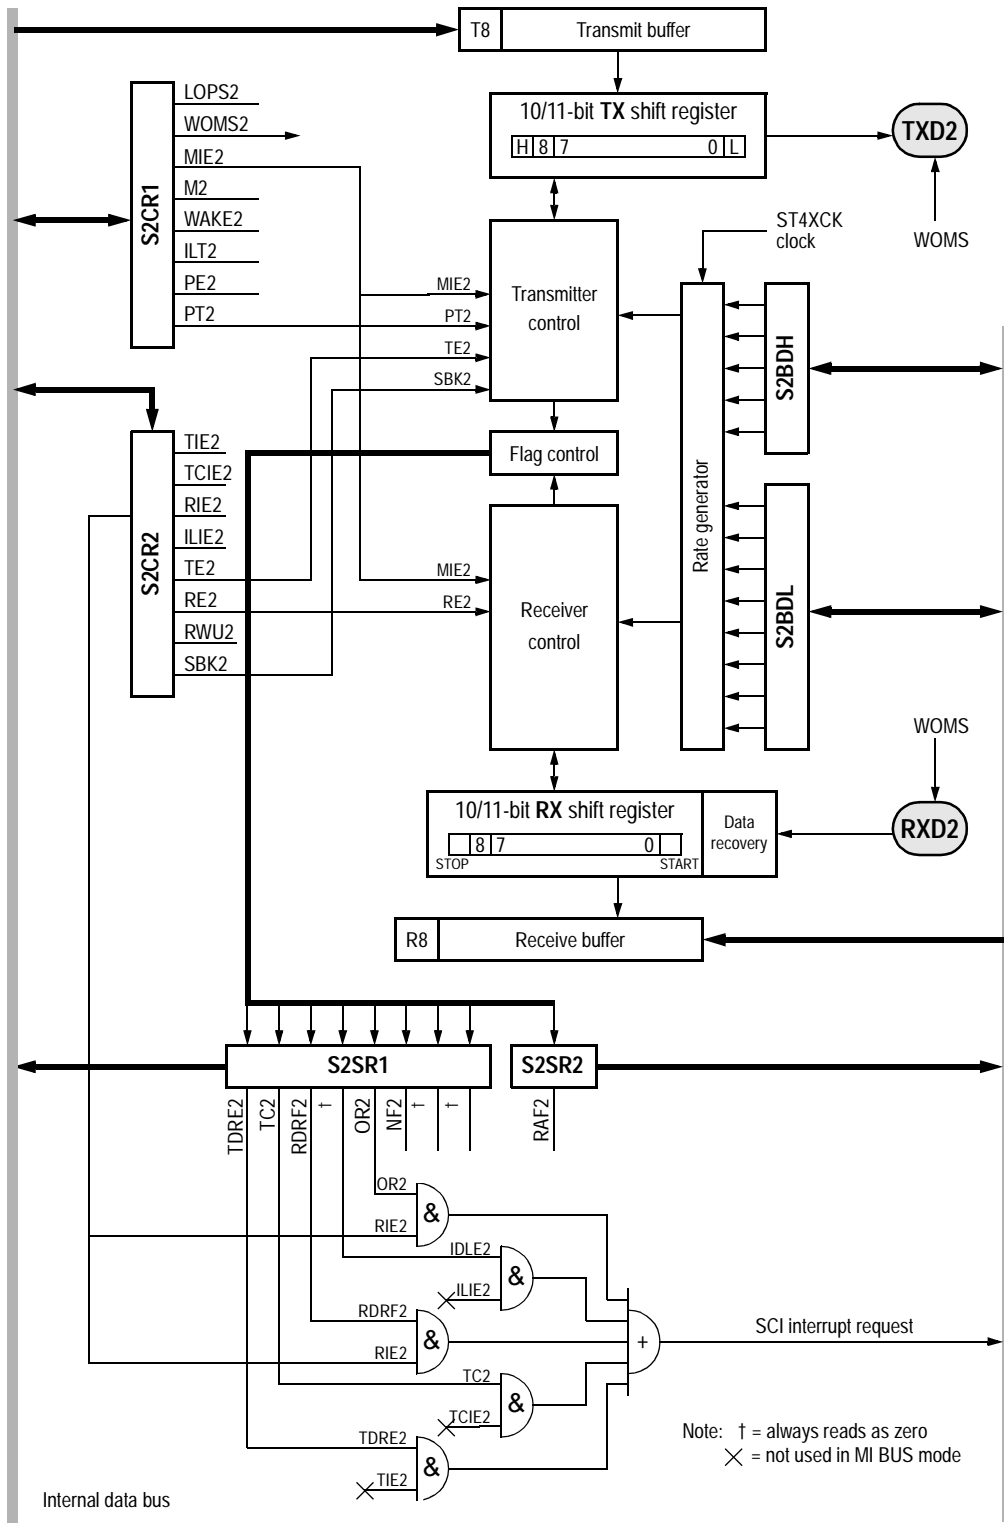 T8 Transmit buffer
10/11-bit TX shift register
H 8 7 0 L
TXD2
WOMS
S2CR1
LOPS2
WOMS2
MIE2
M2
WAKE2
ILT2
PE2
PT2
ST4XCK
clock
MIE2
PT2
TE2
SBK2
Transmitter
control
Rate generator
S2BDH
S2CR2
TIE2
TCIE2
RIE2
ILIE2
TE2
RE2
RWU2
SBK2
Flag control
MIE2
RE2
Receiver
control
S2BDL
WOMS
10/11-bit RX shift register
8 7 0
STOP START
Data
recovery
RXD2
R8 Receive buffer
S2SR1
S2SR2
TDRE2
TC2
RDRF2
†
OR2
NF2
†
†
RAF2
OR2
RIE2
&
IDLE2
ILIE2
&
RDRF2
RIE2
&
TC2
TCIE2
&
TDRE2
TIE2
&
+
SCI interrupt request
Note: † = always reads as zero
= not used in MI BUS mode
Internal data bus